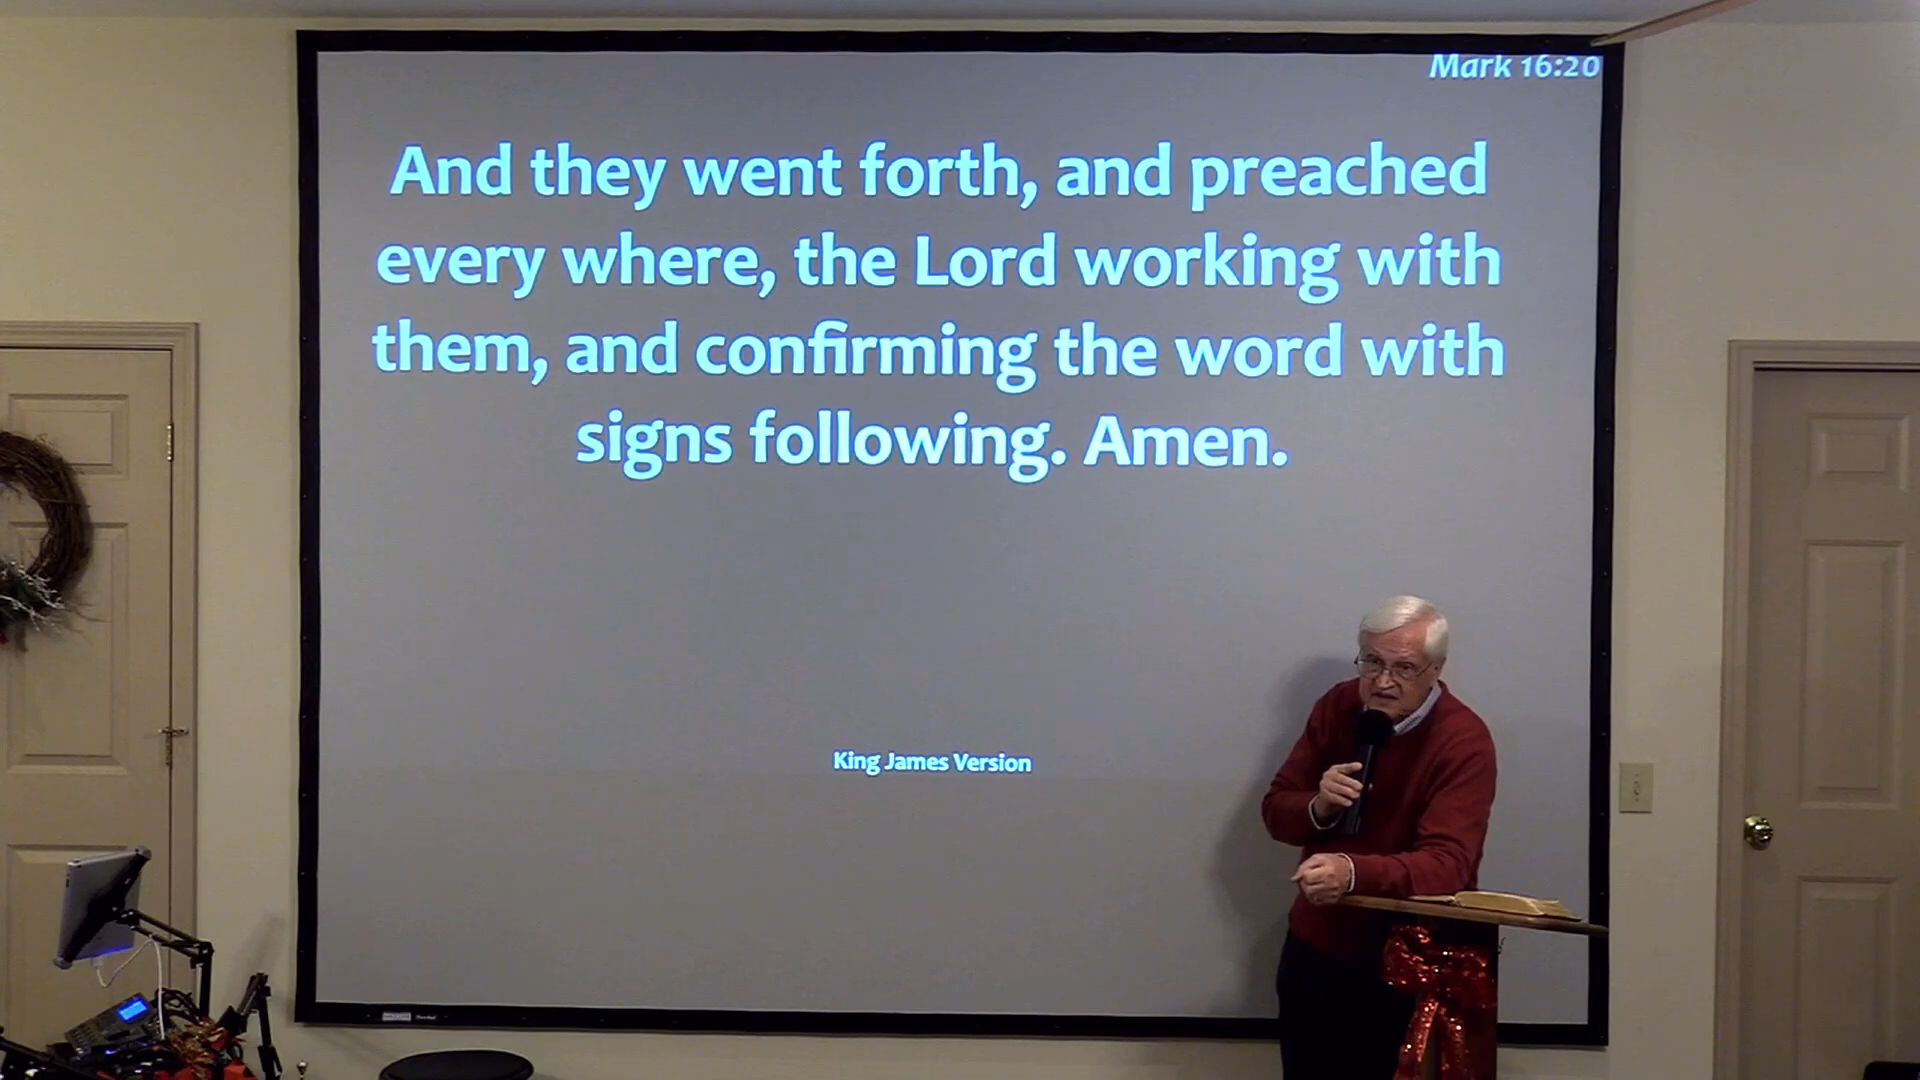 Mark 16:20
And they went forth, and preached
every where, the Lord working with
them, and confirming the word with
signs following. Amen.
King James Version